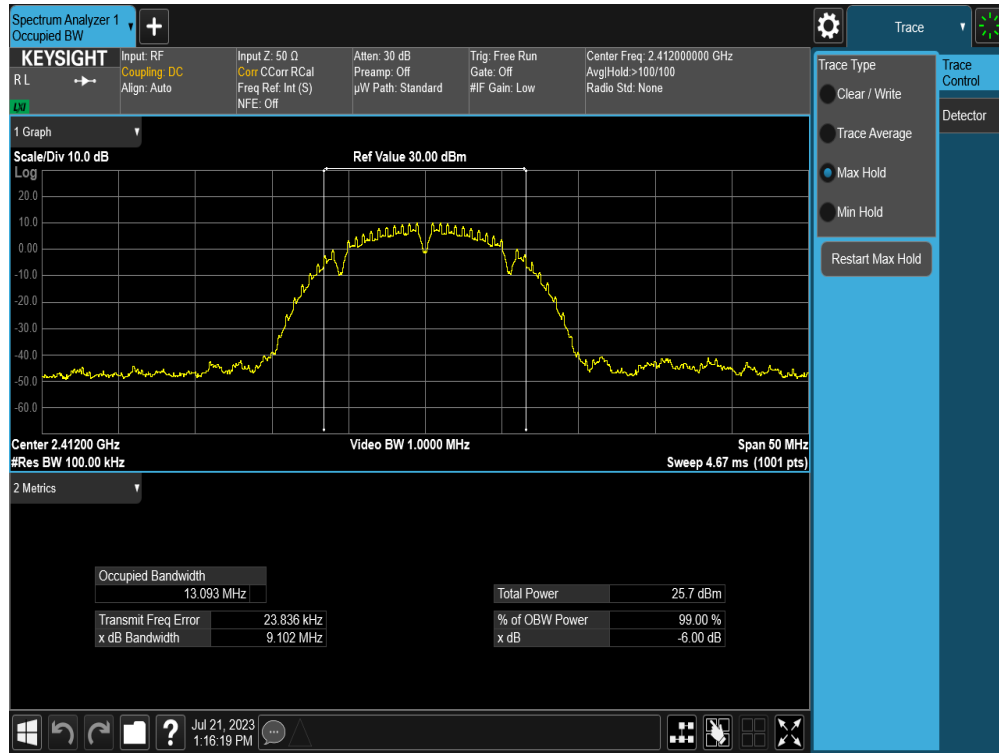 Spectrum Analyzer 1
Occupied BW
Trace
KEYSIGHT
R L
LXI
Input: RF
Coupling: DC
Align: Auto
Input Z: 50 Ω
Corr CCorr RCal
Freq Ref: Int (S)
NFE: Off
Atten: 30 dB
Preamp: Off
µW Path: Standard
Trig: Free Run
Gate: Off
#IF Gain: Low
Center Freq: 2.412000000 GHz
Avg|Hold:>100/100
Radio Std: None
Trace Type
Clear / Write
Trace Average
Max Hold
Min Hold
Restart Max Hold
Trace
Control
Detector
1 Graph
Scale/Div 10.0 dB
Ref Value 30.00 dBm
Log
20.0
10.0
0.00
-10.0
-20.0
-30.0
-40.0
-50.0
-60.0
Center 2.41200 GHz
Video BW 1.0000 MHz
Span 50 MHz
#Res BW 100.00 kHz
Sweep 4.67 ms (1001 pts)
2 Metrics
Occupied Bandwidth
13.093 MHz
Total Power 25.7 dBm
Transmit Freq Error 23.836 kHz
% of OBW Power 99.00 %
x dB Bandwidth 9.102 MHz
x dB -6.00 dB
?
Jul 21, 2023
1:16:19 PM